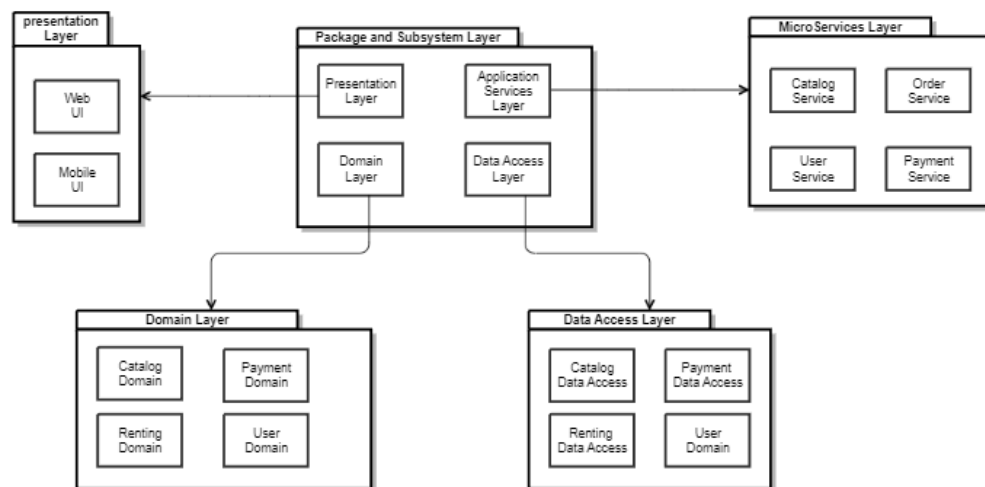 presentation
Layer
Web
UI
Mobile
UI
Package and Subsystem Layer
Presentation
Layer
Application
Services
Layer
Domain
Layer
Data Access
Layer
MicroServices Layer
Catalog
Service
Order
Service
User
Service
Payment
Service
Domain Layer
Catalog
Domain
Payment
Domain
Renting
Domain
User
Domain
Data Access Layer
Catalog
Data Access
Payment
Data Access
Renting
Data Access
User
Domain